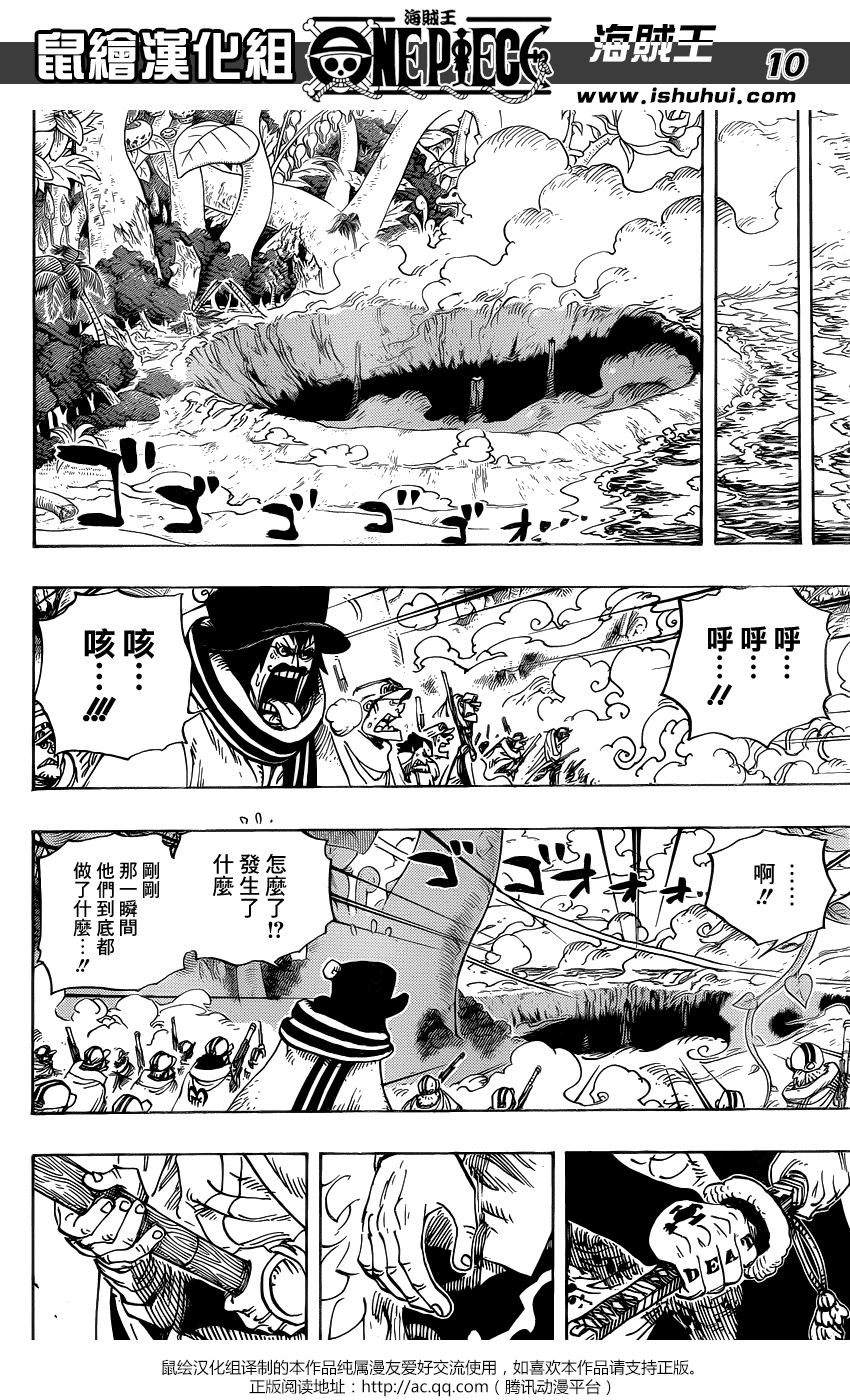 鼠繪漢化組
海賊王
ONE PIECE
海賊王
10
www.ishuhui.com
ゴ
ゴ
ゴ
ゴ
ゴ
オ…
呼…
呼…
呼…!!
咳…
咳…!!!
……
啊…!!
ゴ
ゴ
オ
オ
オ
怎麼了!?
發生了
什麼
剛剛
那一瞬間
他們到底都
做了什麼…!!
DEAT
鼠绘汉化组译制的本作品纯属漫友爱好交流使用，如喜欢本作品请支持正版。
正版阅读地址：http://ac.qq.com（腾讯动漫平台）